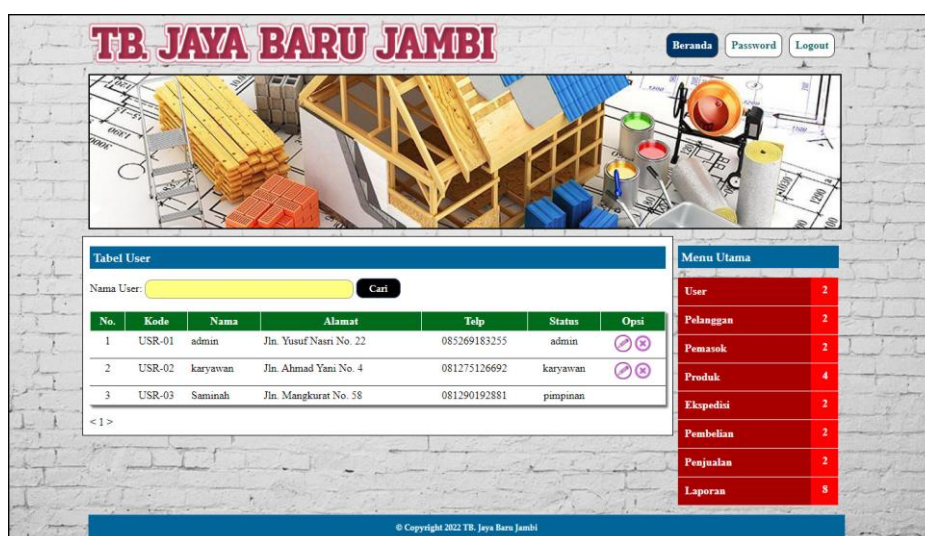 TB. JAYA BARU JAMBI
Beranda Password Logout
Tabel User
Nama User: Cari
No. Kode Nama Alamat Telp Status Opsi
1 USR-01 admin Jln. Yusuf Nasri No. 22 085269183255 admin
2 USR-02 karyawan Jln. Ahmad Yani No. 4 081275126692 karyawan
3 USR-03 Saminah Jln. Mangkurat No. 58 081290192881 pimpinan
< 1 >
Menu Utama
User 2
Pelanggan 2
Pemasok 2
Produk 4
Ekspedisi 2
Pembelian 2
Penjualan 2
Laporan 8
© Copyright 2022 TB. Jaya Baru Jambi